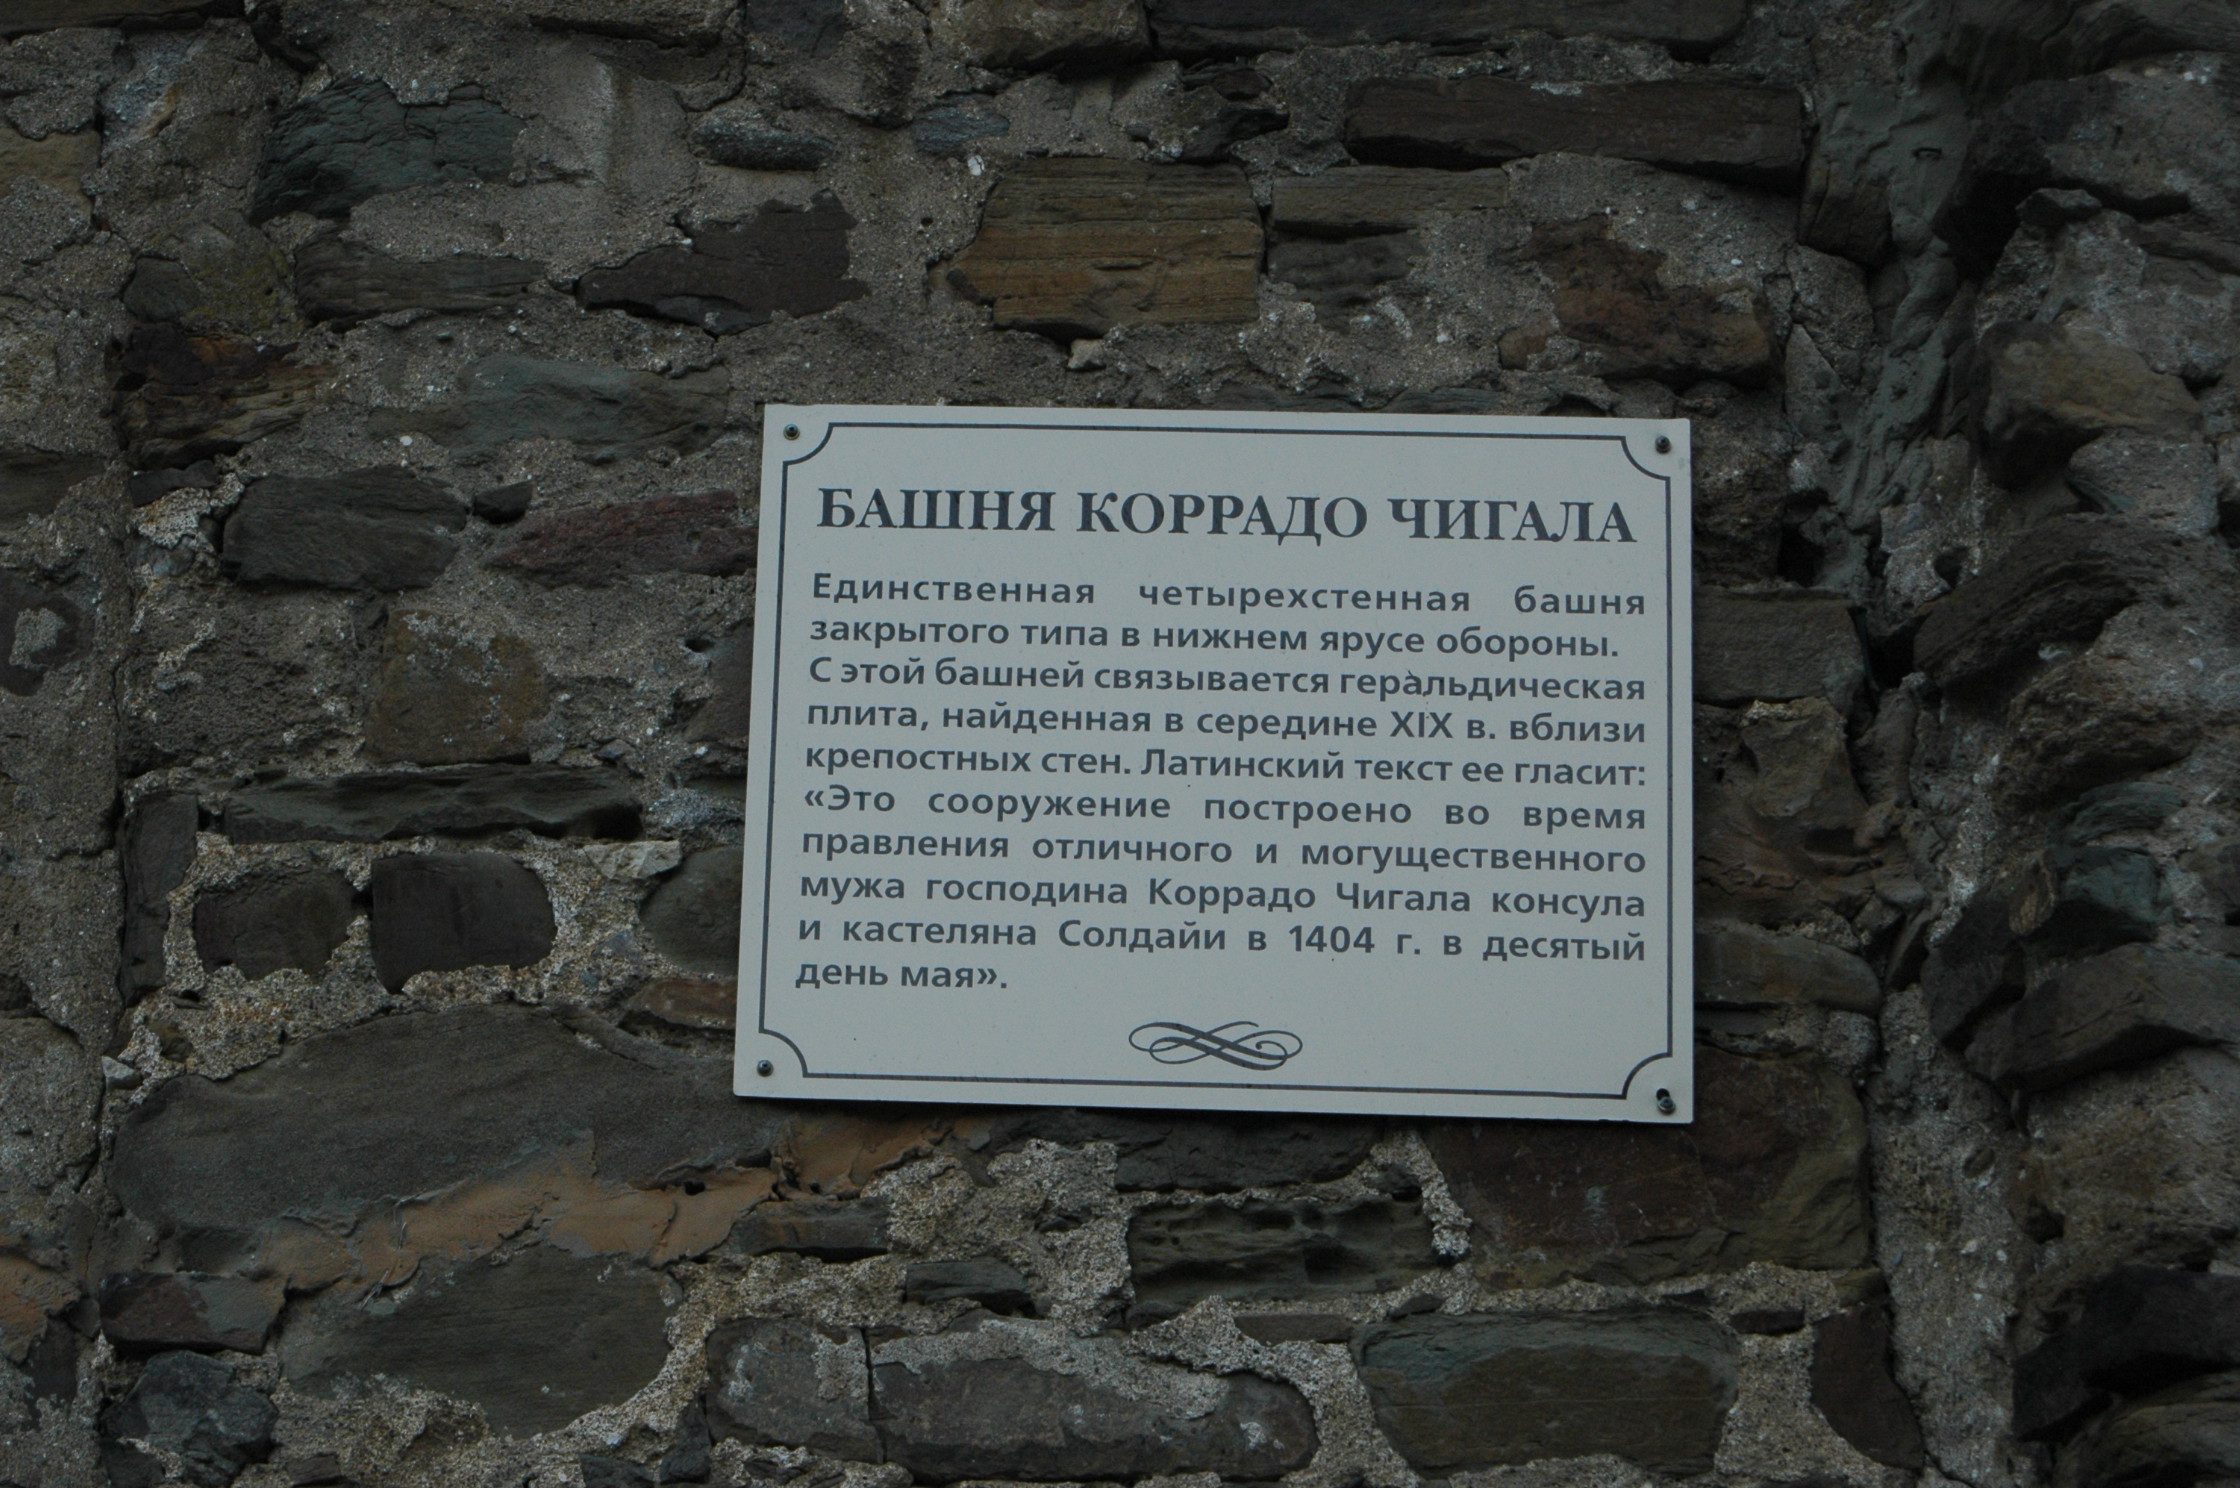 БАШНЯ КОРРАДО ЧИГАЛА
Единственная четырехстенная башня
закрытого типа в нижнем ярусе обороны.
С этой башней связывается геральдическая
плита, найденная в середине XIX в. вблизи
крепостных стен. Латинский текст ее гласит:
«Это сооружение построено во время
правления отличного и могущественного
мужа господина Коррадо Чигала консула
и кастеляна Солдайи в 1404 г. в десятый
день мая».